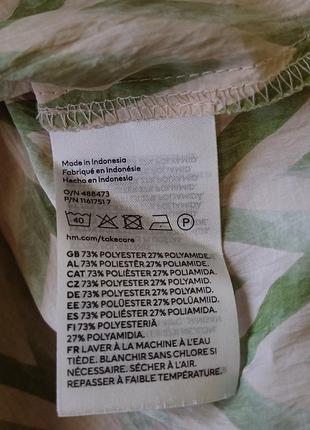 Made in Indonesia
Fabriqué en Indonésie
Hecho en Indonesia
O/N 488473
P/N 1161751 7
40 P
hm.com/takecare
GB 73% POLYESTER 27% POLYAMIDE.
AL 73% POLIESTËR 27% POLIAMIDA.
CAT 73% POLIÈSTER 27% POLIAMIDA.
CZ 73% POLYESTER 27% POLYAMID.
DE 73% POLYESTER 27% POLYAMID.
EE 73% POLÜESTER 27% POLÜAMIID.
ES 73% POLIÉSTER 27% POLIAMIDA.
FI 73% POLYESTERIÄ
27% POLYAMIDIA.
FR LAVER À LA MACHINE À L'EAU
TIÈDE. BLANCHIR SANS CHLORE SI
NÉCESSAIRE. SÉCHER À L'AIR.
REPASSER À FAIBLE TEMPÉRATURE.